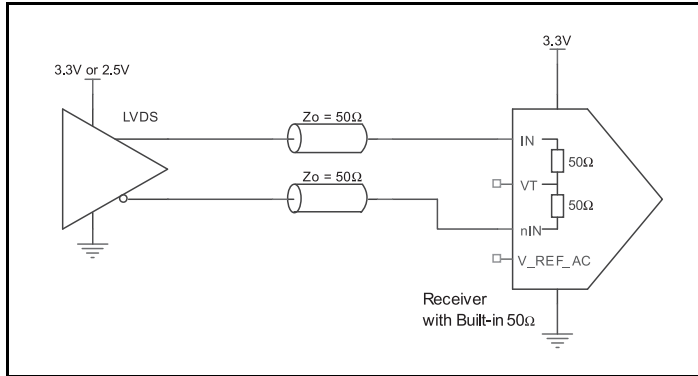 3.3V
3.3V or 2.5V
LVDS
Zo = 50Ω
Zo = 50Ω
IN
50Ω
VT
50Ω
nIN
V_REF_AC
Receiver
with Built-in 50Ω